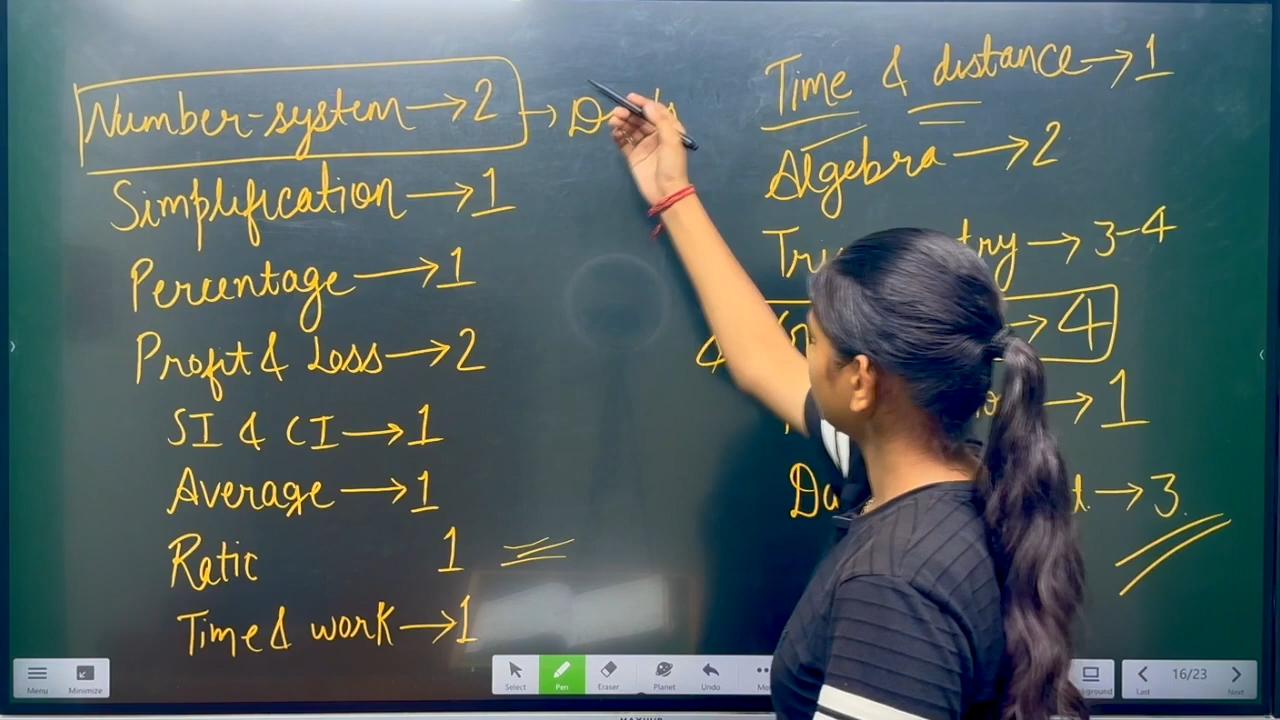 Number-system → 2 →
Simplification → 1
Percentage → 1
Profit & Loss → 2
SI & CI → 1
Average → 1
Ratio 1
Time & work → 1
Time & distance → 1
Algebra → 2
→ 3-4
→ 4
→ 1
→ 3
Menu
Minimize
Select
Pen
Eraser
Planet
Undo
16/23
Last
Next